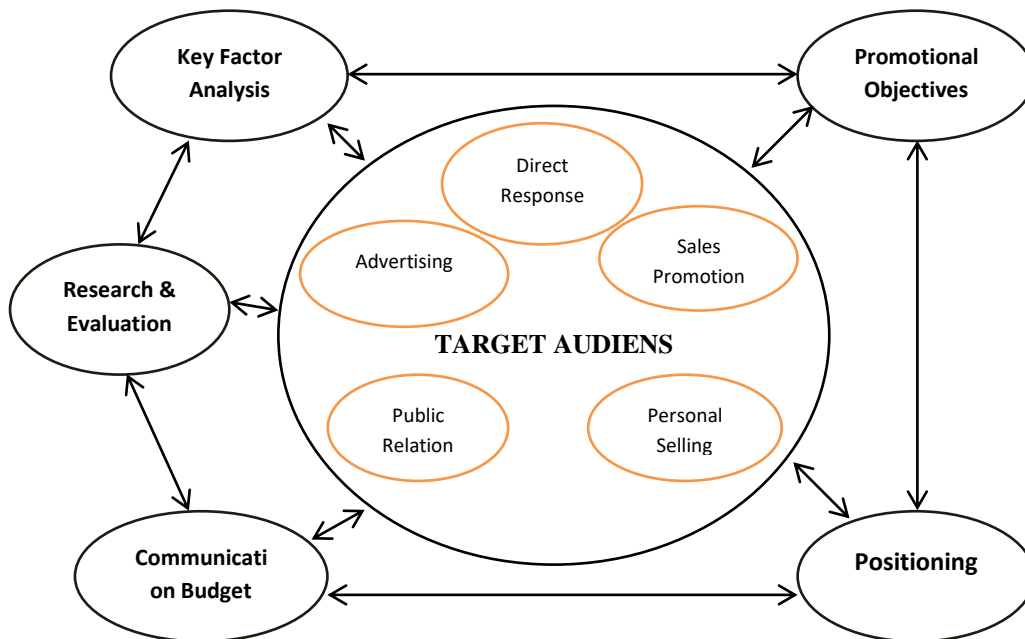 Key Factor
Analysis
Promotional
Objectives
Direct
Response
Advertising
Sales
Promotion
Research &
Evaluation
TARGET AUDIENS
Public
Relation
Personal
Selling
Communicati
on Budget
Positioning